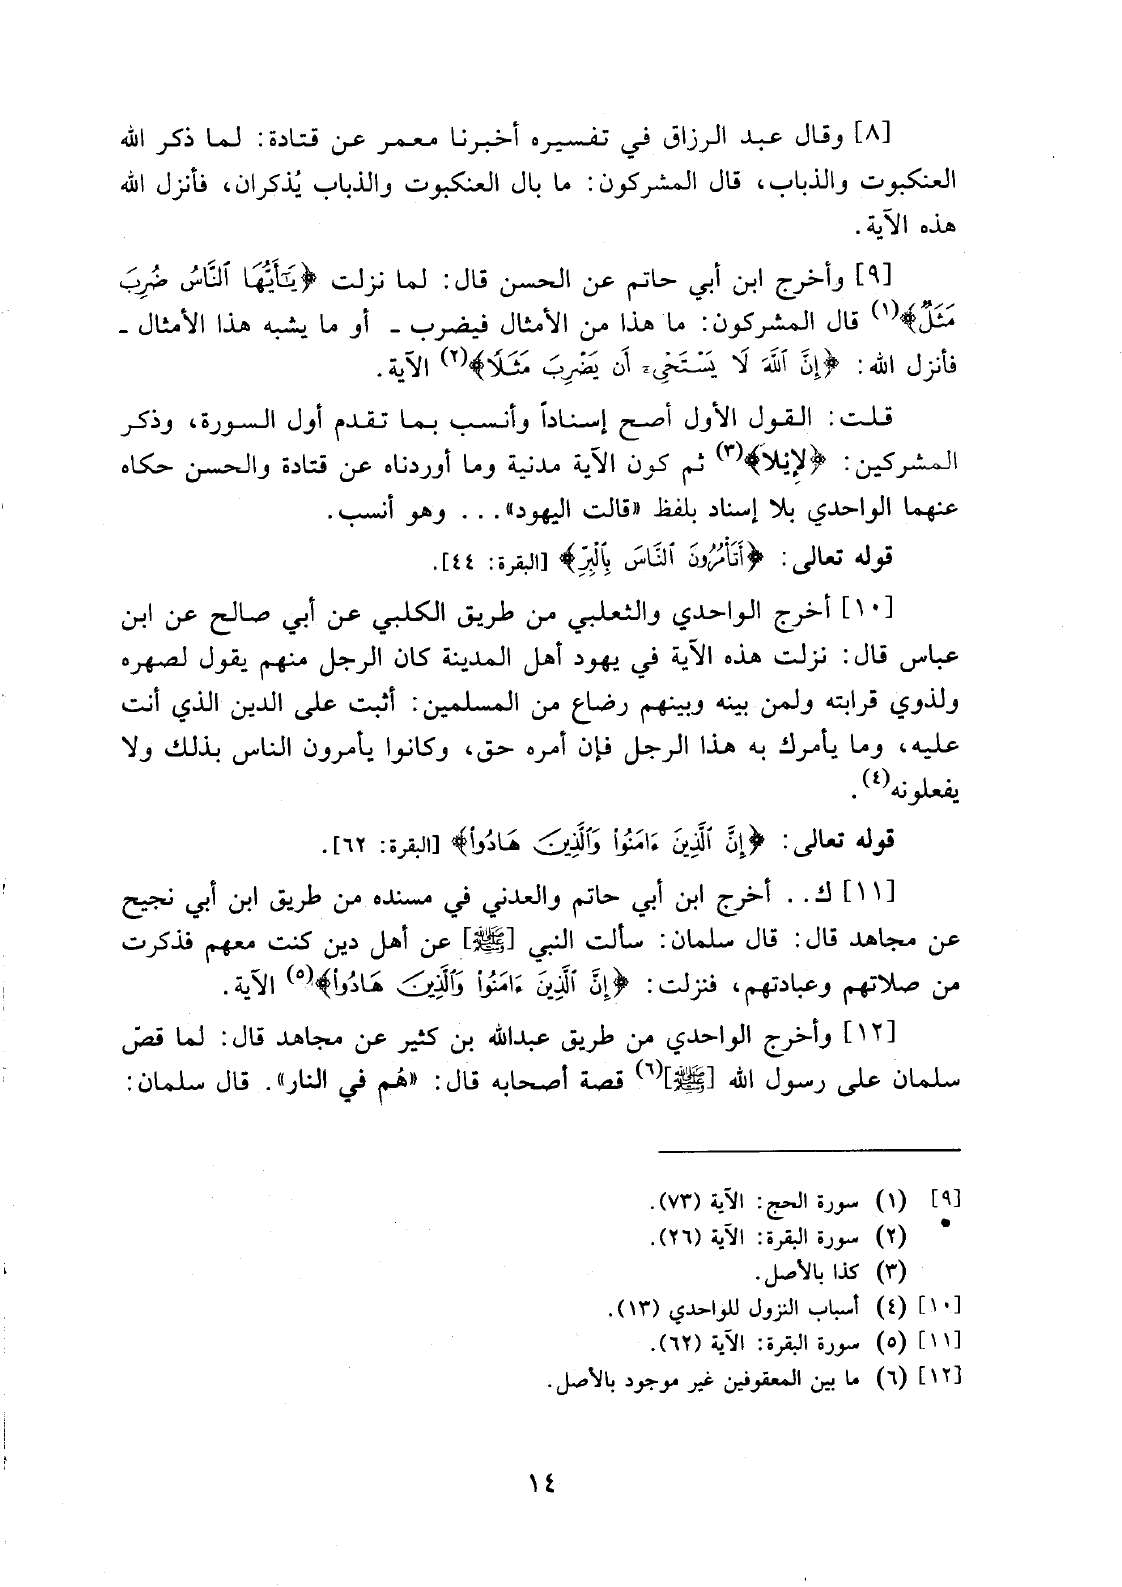 [٨] وقال عبد الرزاق في تفسيره أخبرنا معمر عن قتادة: لما ذكر الله
العنكبوت والذباب، قال المشركون: ما بال العنكبوت والذباب يُذكران، فأنزل الله
هذه الآية.
[٩] وأخرج ابن أبي حاتم عن الحسن قال: لما نزلت ﴿يَٰٓأَيُّهَا ٱلنَّاسُ ضُرِبَ
مَثَلٌ﴾(١) قال المشركون: ما هذا من الأمثال فيضرب ـ أو ما يشبه هذا الأمثال ـ
فأنزل الله: ﴿إِنَّ ٱللَّهَ لَا يَسْتَحْىِۦٓ أَن يَضْرِبَ مَثَلًا﴾(٢) الآية.
قلت: القول الأول أصح إسناداً وأنسب بما تقدم أول السورة، وذكر
المشركين: ﴿لإيلا﴾(٣) ثم كون الآية مدنية وما أوردناه عن قتادة والحسن حكاه
عنهما الواحدي بلا إسناد بلفظ «قالت اليهود»... وهو أنسب.
قوله تعالى: ﴿أَتَأْمُرُونَ ٱلنَّاسَ بِٱلْبِرِّ﴾ [البقرة: ٤٤].
[١٠] أخرج الواحدي والثعلبي من طريق الكلبي عن أبي صالح عن ابن
عباس قال: نزلت هذه الآية في يهود أهل المدينة كان الرجل منهم يقول لصهره
ولذوي قرابته ولمن بينه وبينهم رضاع من المسلمين: أثبت على الدين الذي أنت
عليه، وما يأمرك به هذا الرجل فإن أمره حق، وكانوا يأمرون الناس بذلك ولا
يفعلونه(٤).
قوله تعالى: ﴿إِنَّ ٱلَّذِينَ ءَامَنُوا۟ وَٱلَّذِينَ هَادُوا۟﴾ [البقرة: ٦٢].
[١١] ك.. أخرج ابن أبي حاتم والعدني في مسنده من طريق ابن أبي نجيح
عن مجاهد قال: قال سلمان: سألت النبي [ﷺ] عن أهل دين كنت معهم فذكرت
من صلاتهم وعبادتهم، فنزلت: ﴿إِنَّ ٱلَّذِينَ ءَامَنُوا۟ وَٱلَّذِينَ هَادُوا۟﴾(٥) الآية.
[١٢] وأخرج الواحدي من طريق عبدالله بن كثير عن مجاهد قال: لما قصّ
سلمان على رسول الله [ﷺ](٦) قصة أصحابه قال: «هُم في النار». قال سلمان:
[٩] (١) سورة الحج: الآية (٧٣).
(٢) سورة البقرة: الآية (٢٦).
(٣) كذا بالأصل.
[١٠] (٤) أسباب النزول للواحدي (١٣).
[١١] (٥) سورة البقرة: الآية (٦٢).
[١٢] (٦) ما بين المعقوفين غير موجود بالأصل.
١٤